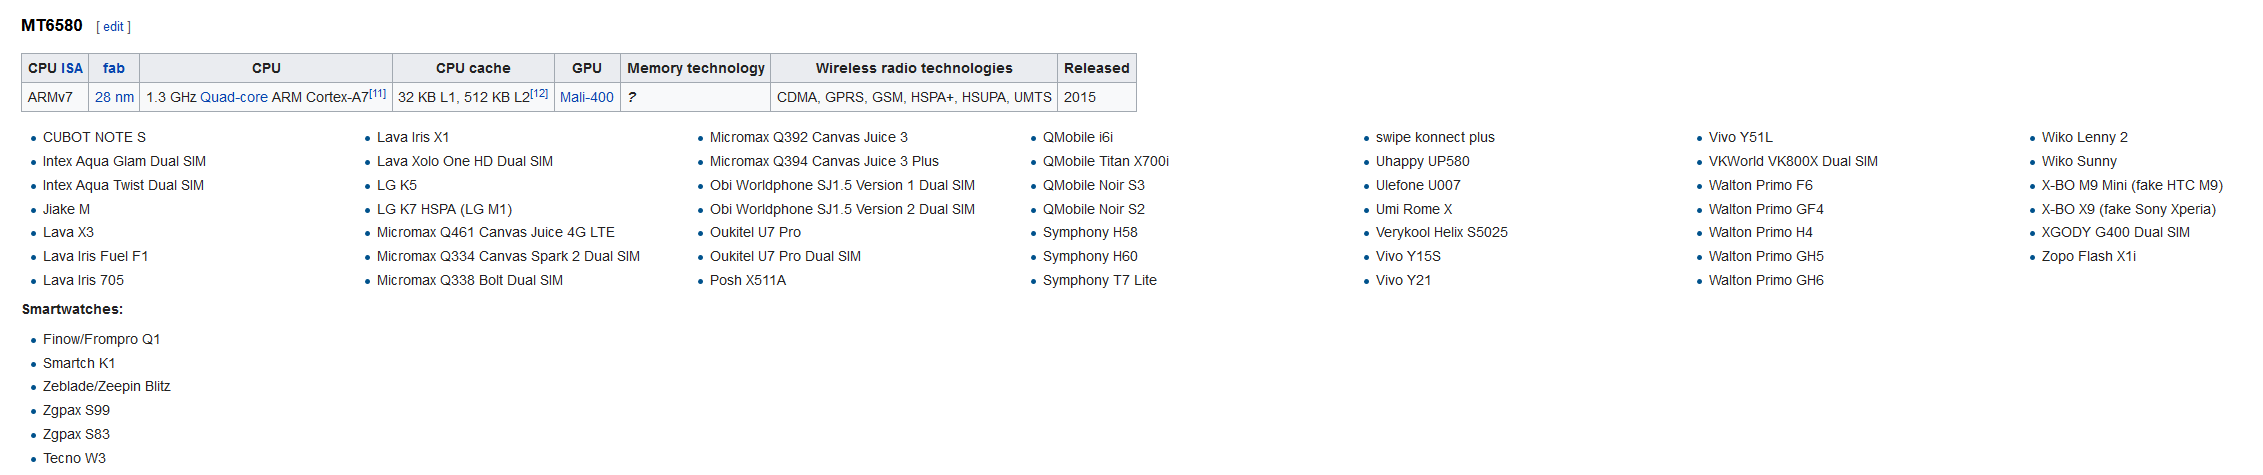 MT6580 [ edit ]
CPU ISA fab CPU CPU cache GPU Memory technology Wireless radio technologies Released
ARMv7 28 nm 1.3 GHz Quad-core ARM Cortex-A7[11] 32 KB L1, 512 KB L2[12] Mali-400 ? CDMA, GPRS, GSM, HSPA+, HSUPA, UMTS 2015
• CUBOT NOTE S
• Intex Aqua Glam Dual SIM
• Intex Aqua Twist Dual SIM
• Jiake M
• Lava X3
• Lava Iris Fuel F1
• Lava Iris 705
• Lava Iris X1
• Lava Xolo One HD Dual SIM
• LG K5
• LG K7 HSPA (LG M1)
• Micromax Q461 Canvas Juice 4G LTE
• Micromax Q334 Canvas Spark 2 Dual SIM
• Micromax Q338 Bolt Dual SIM
• Micromax Q392 Canvas Juice 3
• Micromax Q394 Canvas Juice 3 Plus
• Obi Worldphone SJ1.5 Version 1 Dual SIM
• Obi Worldphone SJ1.5 Version 2 Dual SIM
• Oukitel U7 Pro
• Oukitel U7 Pro Dual SIM
• Posh X511A
• QMobile i6i
• QMobile Titan X700i
• QMobile Noir S3
• QMobile Noir S2
• Symphony H58
• Symphony H60
• Symphony T7 Lite
• swipe konnect plus
• Uhappy UP580
• Ulefone U007
• Umi Rome X
• Verykool Helix S5025
• Vivo Y15S
• Vivo Y21
• Vivo Y51L
• VKWorld VK800X Dual SIM
• Walton Primo F6
• Walton Primo GF4
• Walton Primo H4
• Walton Primo GH5
• Walton Primo GH6
• Wiko Lenny 2
• Wiko Sunny
• X-BO M9 Mini (fake HTC M9)
• X-BO X9 (fake Sony Xperia)
• XGODY G400 Dual SIM
• Zopo Flash X1i
Smartwatches:
• Finow/Frompro Q1
• Smartch K1
• Zeblade/Zeepin Blitz
• Zgpax S99
• Zgpax S83
• Tecno W3